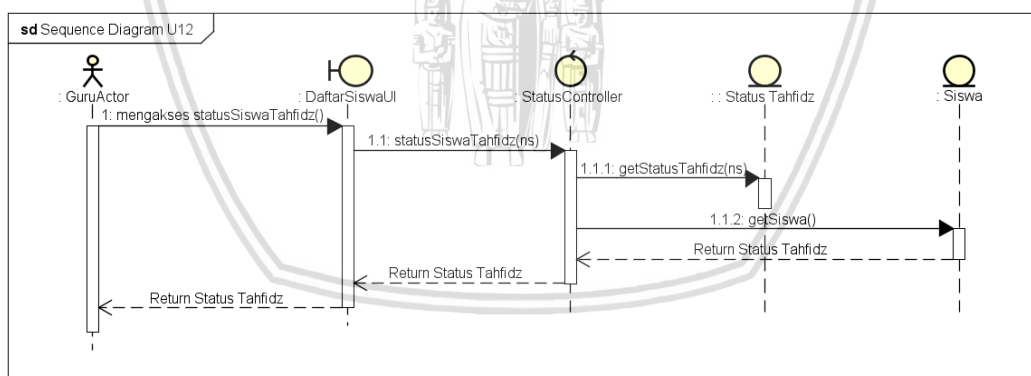 sd Sequence Diagram U12
: GuruActor
: DaftarSiswaUI
: StatusController
: : Status Tahfidz
: Siswa
1: mengakses statusSiswaTahfidz()
1.1: statusSiswaTahfidz(ns)
1.1.1: getStatusTahfidz(ns)
1.1.2: getSiswa()
Return Status Tahfidz
Return Status Tahfidz
Return Status Tahfidz